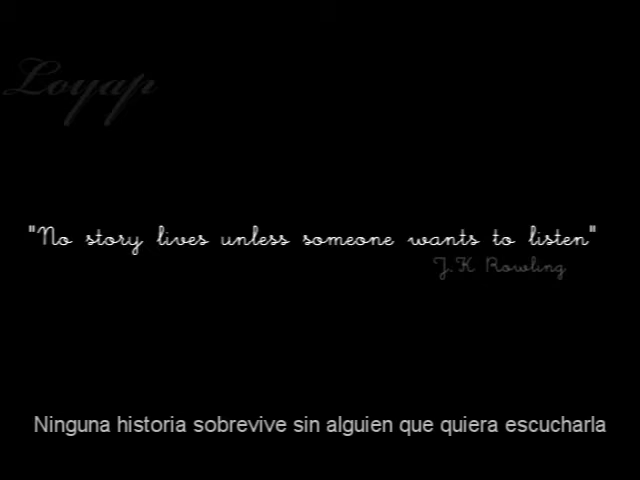 Loyap
"No story lives unless someone wants to listen"
J.K Rowling
Ninguna historia sobrevive sin alguien que quiera escucharla